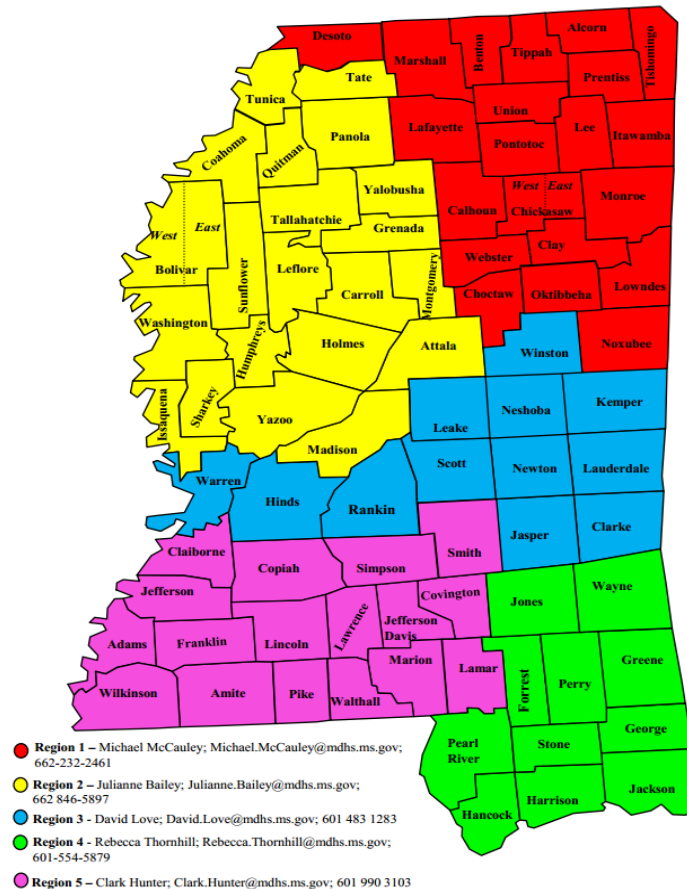 Desoto
Marshall
Benton
Tippah
Alcorn
Tishomingo
Prentiss
Tunica
Tate
Union
Lafayette
Lee
Itawamba
Pontotoc
Coahoma
Quitman
Panola
Yalobusha
West East
Chickasaw
Calhoun
Monroe
West
East
Bolivar
Tallahatchie
Grenada
Sunflower
Leflore
Carroll
Montgomery
Webster
Clay
Choctaw
Oktibbeha
Lowndes
Washington
Humphreys
Holmes
Attala
Winston
Noxubee
Issaquena
Sharkey
Yazoo
Madison
Leake
Neshoba
Kemper
Warren
Hinds
Rankin
Scott
Newton
Lauderdale
Claiborne
Copiah
Simpson
Smith
Jasper
Clarke
Jefferson
Lawrence
Jefferson
Davis
Covington
Jones
Wayne
Adams
Franklin
Lincoln
Marion
Lamar
Forrest
Perry
Greene
Wilkinson
Amite
Pike
Walthall
Pearl
River
Stone
George
Hancock
Harrison
Jackson
Region 1 – Michael McCauley; Michael.McCauley@mdhs.ms.gov;
662-232-2461
Region 2 – Julianne Bailey; Julianne.Bailey@mdhs.ms.gov;
662 846-5897
Region 3 - David Love; David.Love@mdhs.ms.gov; 601 483 1283
Region 4 - Rebecca Thornhill; Rebecca.Thornhill@mdhs.ms.gov;
601-554-5879
Region 5 – Clark Hunter; Clark.Hunter@mdhs.ms.gov; 601 990 3103